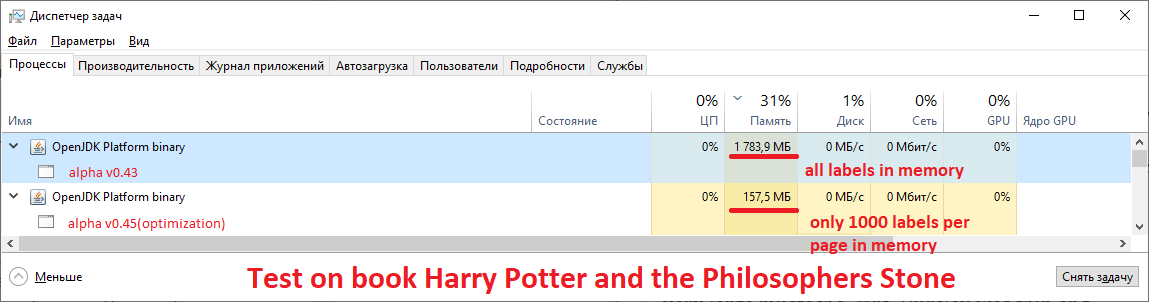 Диспетчер задач
Файл Параметры Вид
Процессы Производительность Журнал приложений Автозагрузка Пользователи Подробности Службы
0% 31% 1% 0% 0%
Имя Состояние ЦП Память Диск Сеть GPU Ядро GPU
OpenJDK Platform binary 0% 1 783,9 МБ 0 МБ/с 0 Мбит/с 0%
alpha v0.43 all labels in memory
OpenJDK Platform binary 0% 157,5 МБ 0 МБ/с 0 Мбит/с 0%
alpha v0.45(optimization) only 1000 labels per
page in memory
Меньше Test on book Harry Potter and the Philosophers Stone Снять задачу